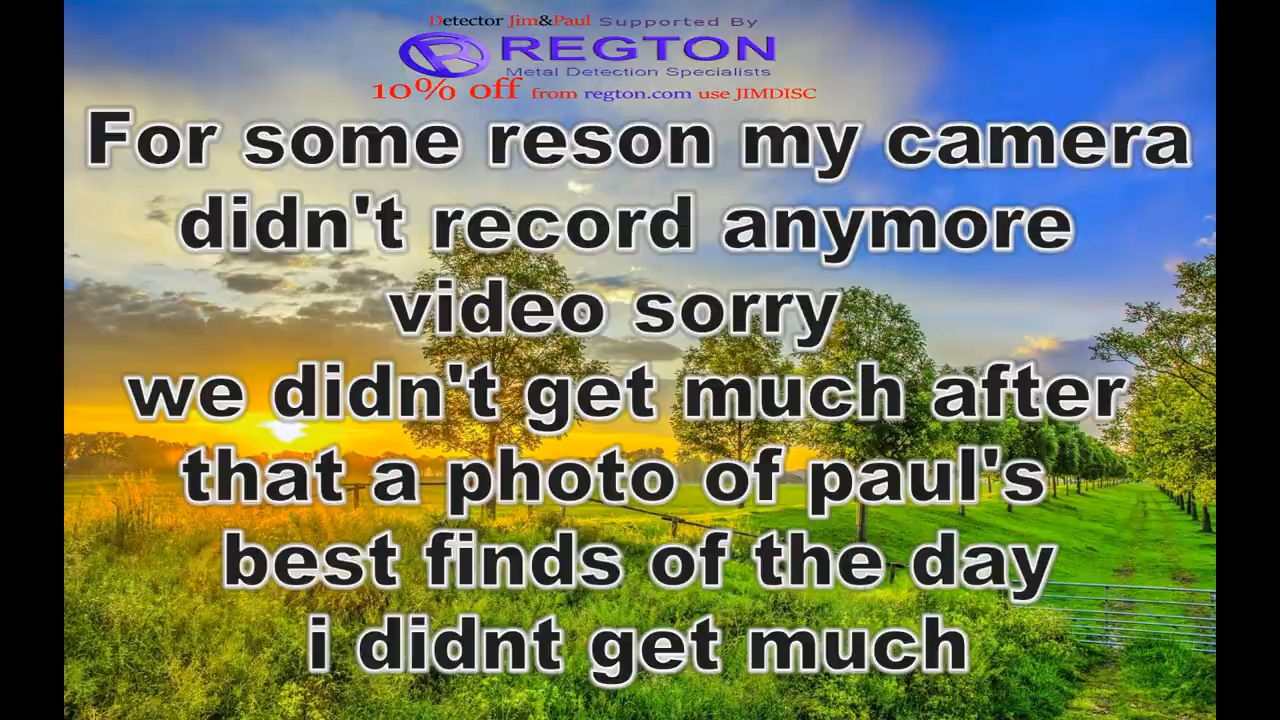 Detector Jim&Paul Supported By
REGTON
Metal Detection Specialists
10% off from regton.com use JIMDISC
For some reson my camera
didn't record anymore
video sorry
we didn't get much after
that a photo of paul's
best finds of the day
i didnt get much